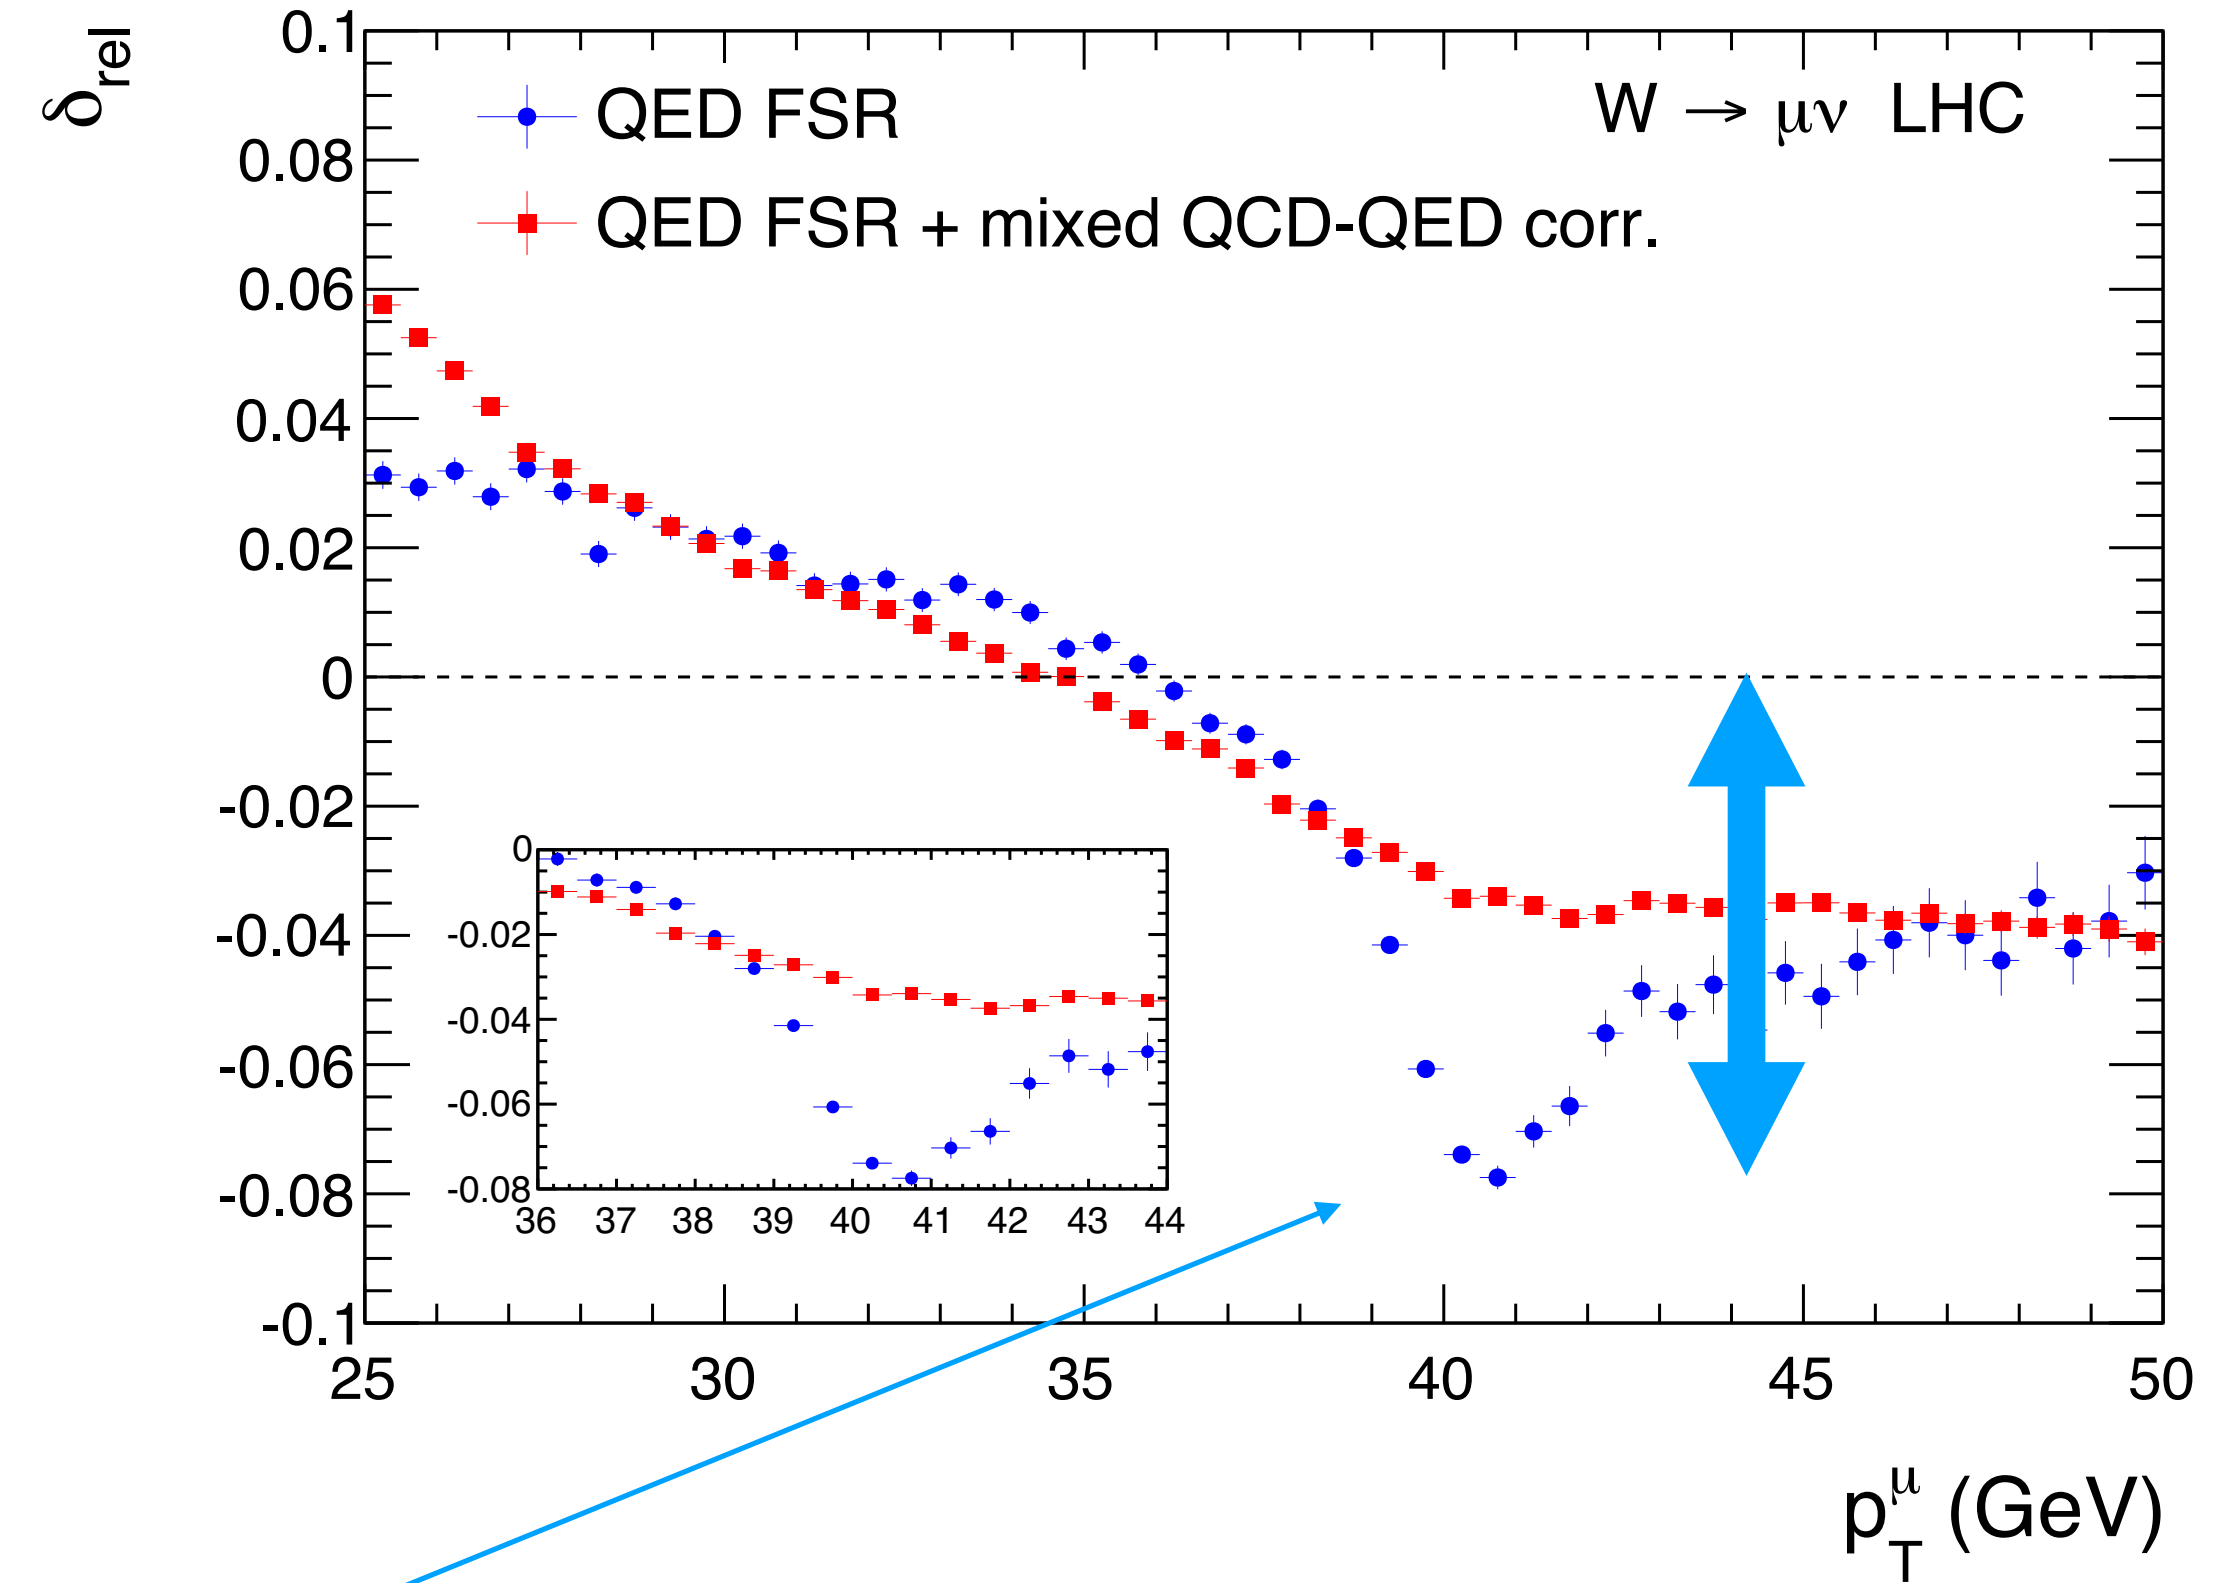 δrel
0.1
0.08
0.06
0.04
0.02
0
-0.02
-0.04
-0.06
-0.08
-0.1
QED FSR
QED FSR + mixed QCD-QED corr.
W → μν LHC
0
-0.02
-0.04
-0.06
-0.08
36 37 38 39 40 41 42 43 44
25 30 35 40 45 50
pTμ (GeV)